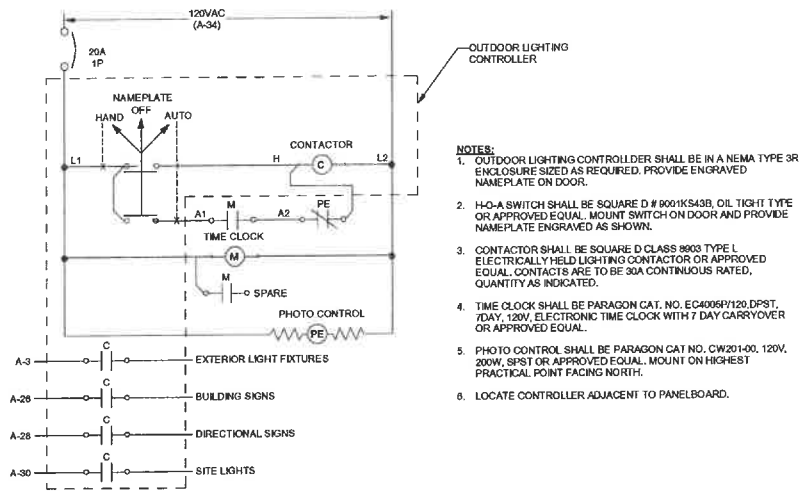 120VAC
(A-34)
20A
1P
OUTDOOR LIGHTING
CONTROLLER
NAMEPLATE
OFF
HAND
AUTO
CONTACTOR
L1
H
C
L2
M
PE
A1
A2
TIME CLOCK
M
M
SPARE
PHOTO CONTROL
PE
C
A-3
EXTERIOR LIGHT FIXTURES
C
A-26
BUILDING SIGNS
C
A-28
DIRECTIONAL SIGNS
C
A-30
SITE LIGHTS
NOTES:
1. OUTDOOR LIGHTING CONTROLLDER SHALL BE IN A NEMA TYPE 3R
ENCLOSURE SIZED AS REQUIRED. PROVIDE ENGRAVED
NAMEPLATE ON DOOR.
2. H-O-A SWITCH SHALL BE SQUARE D # 9001KS43B, OIL TIGHT TYPE
OR APPROVED EQUAL. MOUNT SWITCH ON DOOR AND PROVIDE
NAMEPLATE ENGRAVED AS SHOWN.
3. CONTACTOR SHALL BE SQUARE D CLASS 8903 TYPE L
ELECTRICALLY HELD LIGHTING CONTACTOR OR APPROVED
EQUAL. CONTACTS ARE TO BE 30A CONTINUOUS RATED,
QUANTITY AS INDICATED.
4. TIME CLOCK SHALL BE PARAGON CAT. NO. EC4005P/120,DPST,
7DAY, 120V, ELECTRONIC TIME CLOCK WITH 7 DAY CARRYOVER
OR APPROVED EQUAL.
5. PHOTO CONTROL SHALL BE PARAGON CAT NO. CW201-00, 120V,
200W, SPST OR APPROVED EQUAL. MOUNT ON HIGHEST
PRACTICAL POINT FACING NORTH.
6. LOCATE CONTROLLER ADJACENT TO PANELBOARD.